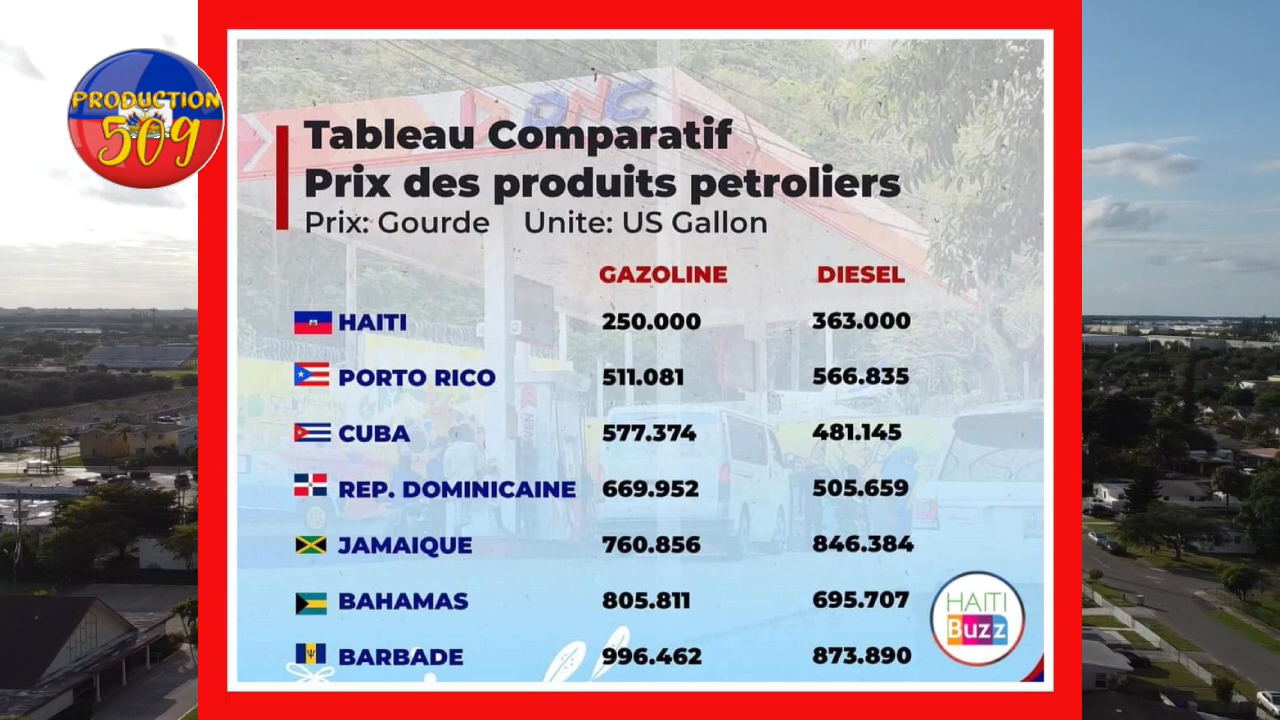 PRODUCTION
509
DNC
Tableau Comparatif
Prix des produits petroliers
Prix: Gourde Unite: US Gallon
GAZOLINE DIESEL
HAITI 250.000 363.000
PORTO RICO 511.081 566.835
CUBA 577.374 481.145
REP. DOMINICAINE 669.952 505.659
JAMAIQUE 760.856 846.384
BAHAMAS 805.811 695.707
BARBADE 996.462 873.890
HAITI
Buzz